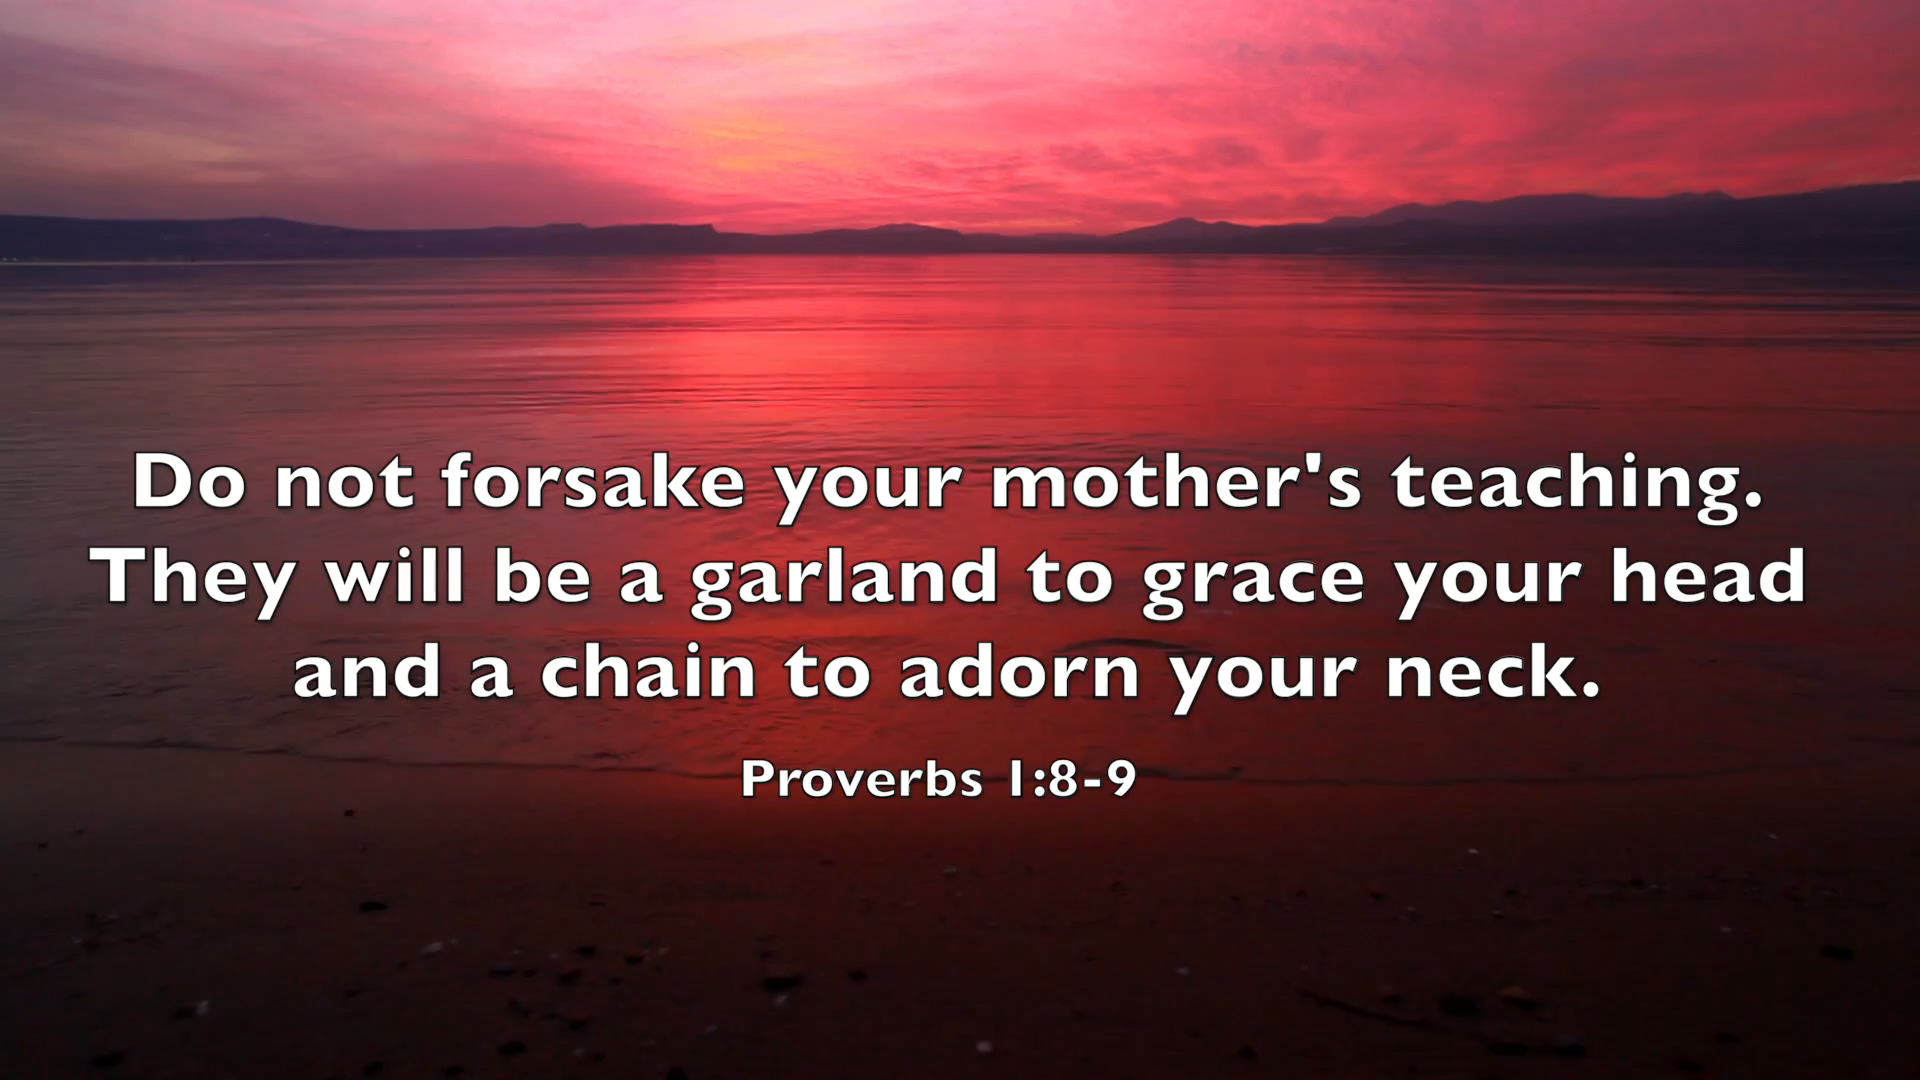 Do not forsake your mother's teaching.
They will be a garland to grace your head
and a chain to adorn your neck.
Proverbs 1:8-9